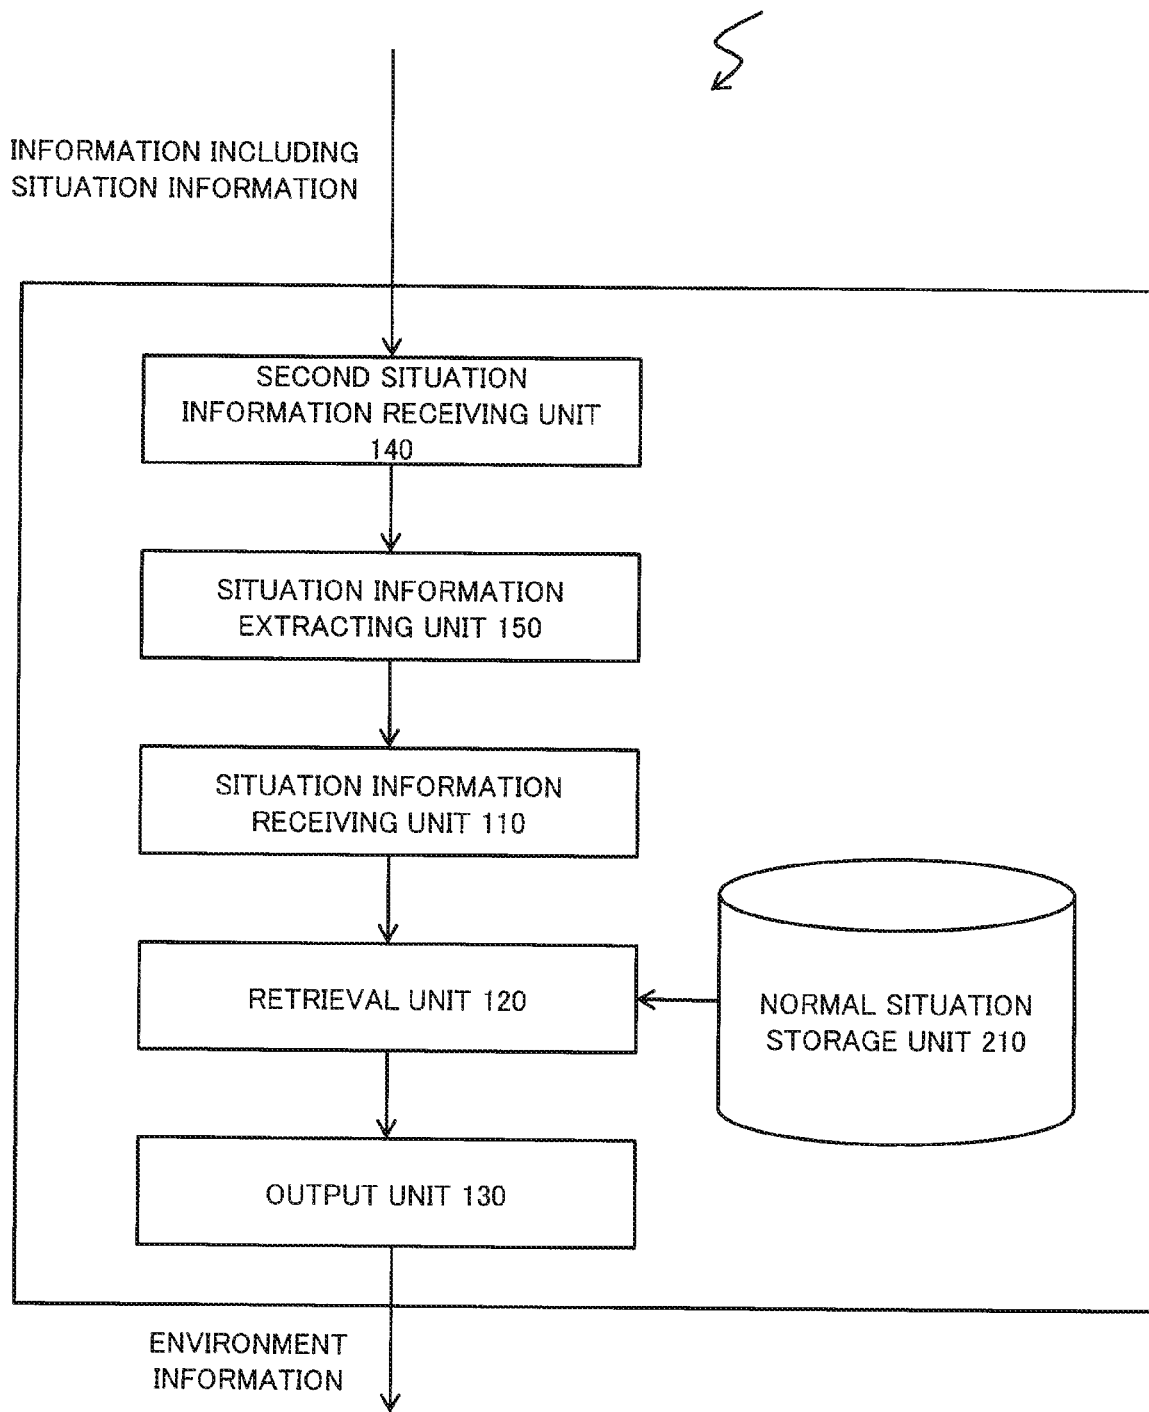 INFORMATION INCLUDING
SITUATION INFORMATION
SECOND SITUATION
INFORMATION RECEIVING UNIT
140
SITUATION INFORMATION
EXTRACTING UNIT 150
SITUATION INFORMATION
RECEIVING UNIT 110
RETRIEVAL UNIT 120
NORMAL SITUATION
STORAGE UNIT 210
OUTPUT UNIT 130
ENVIRONMENT
INFORMATION